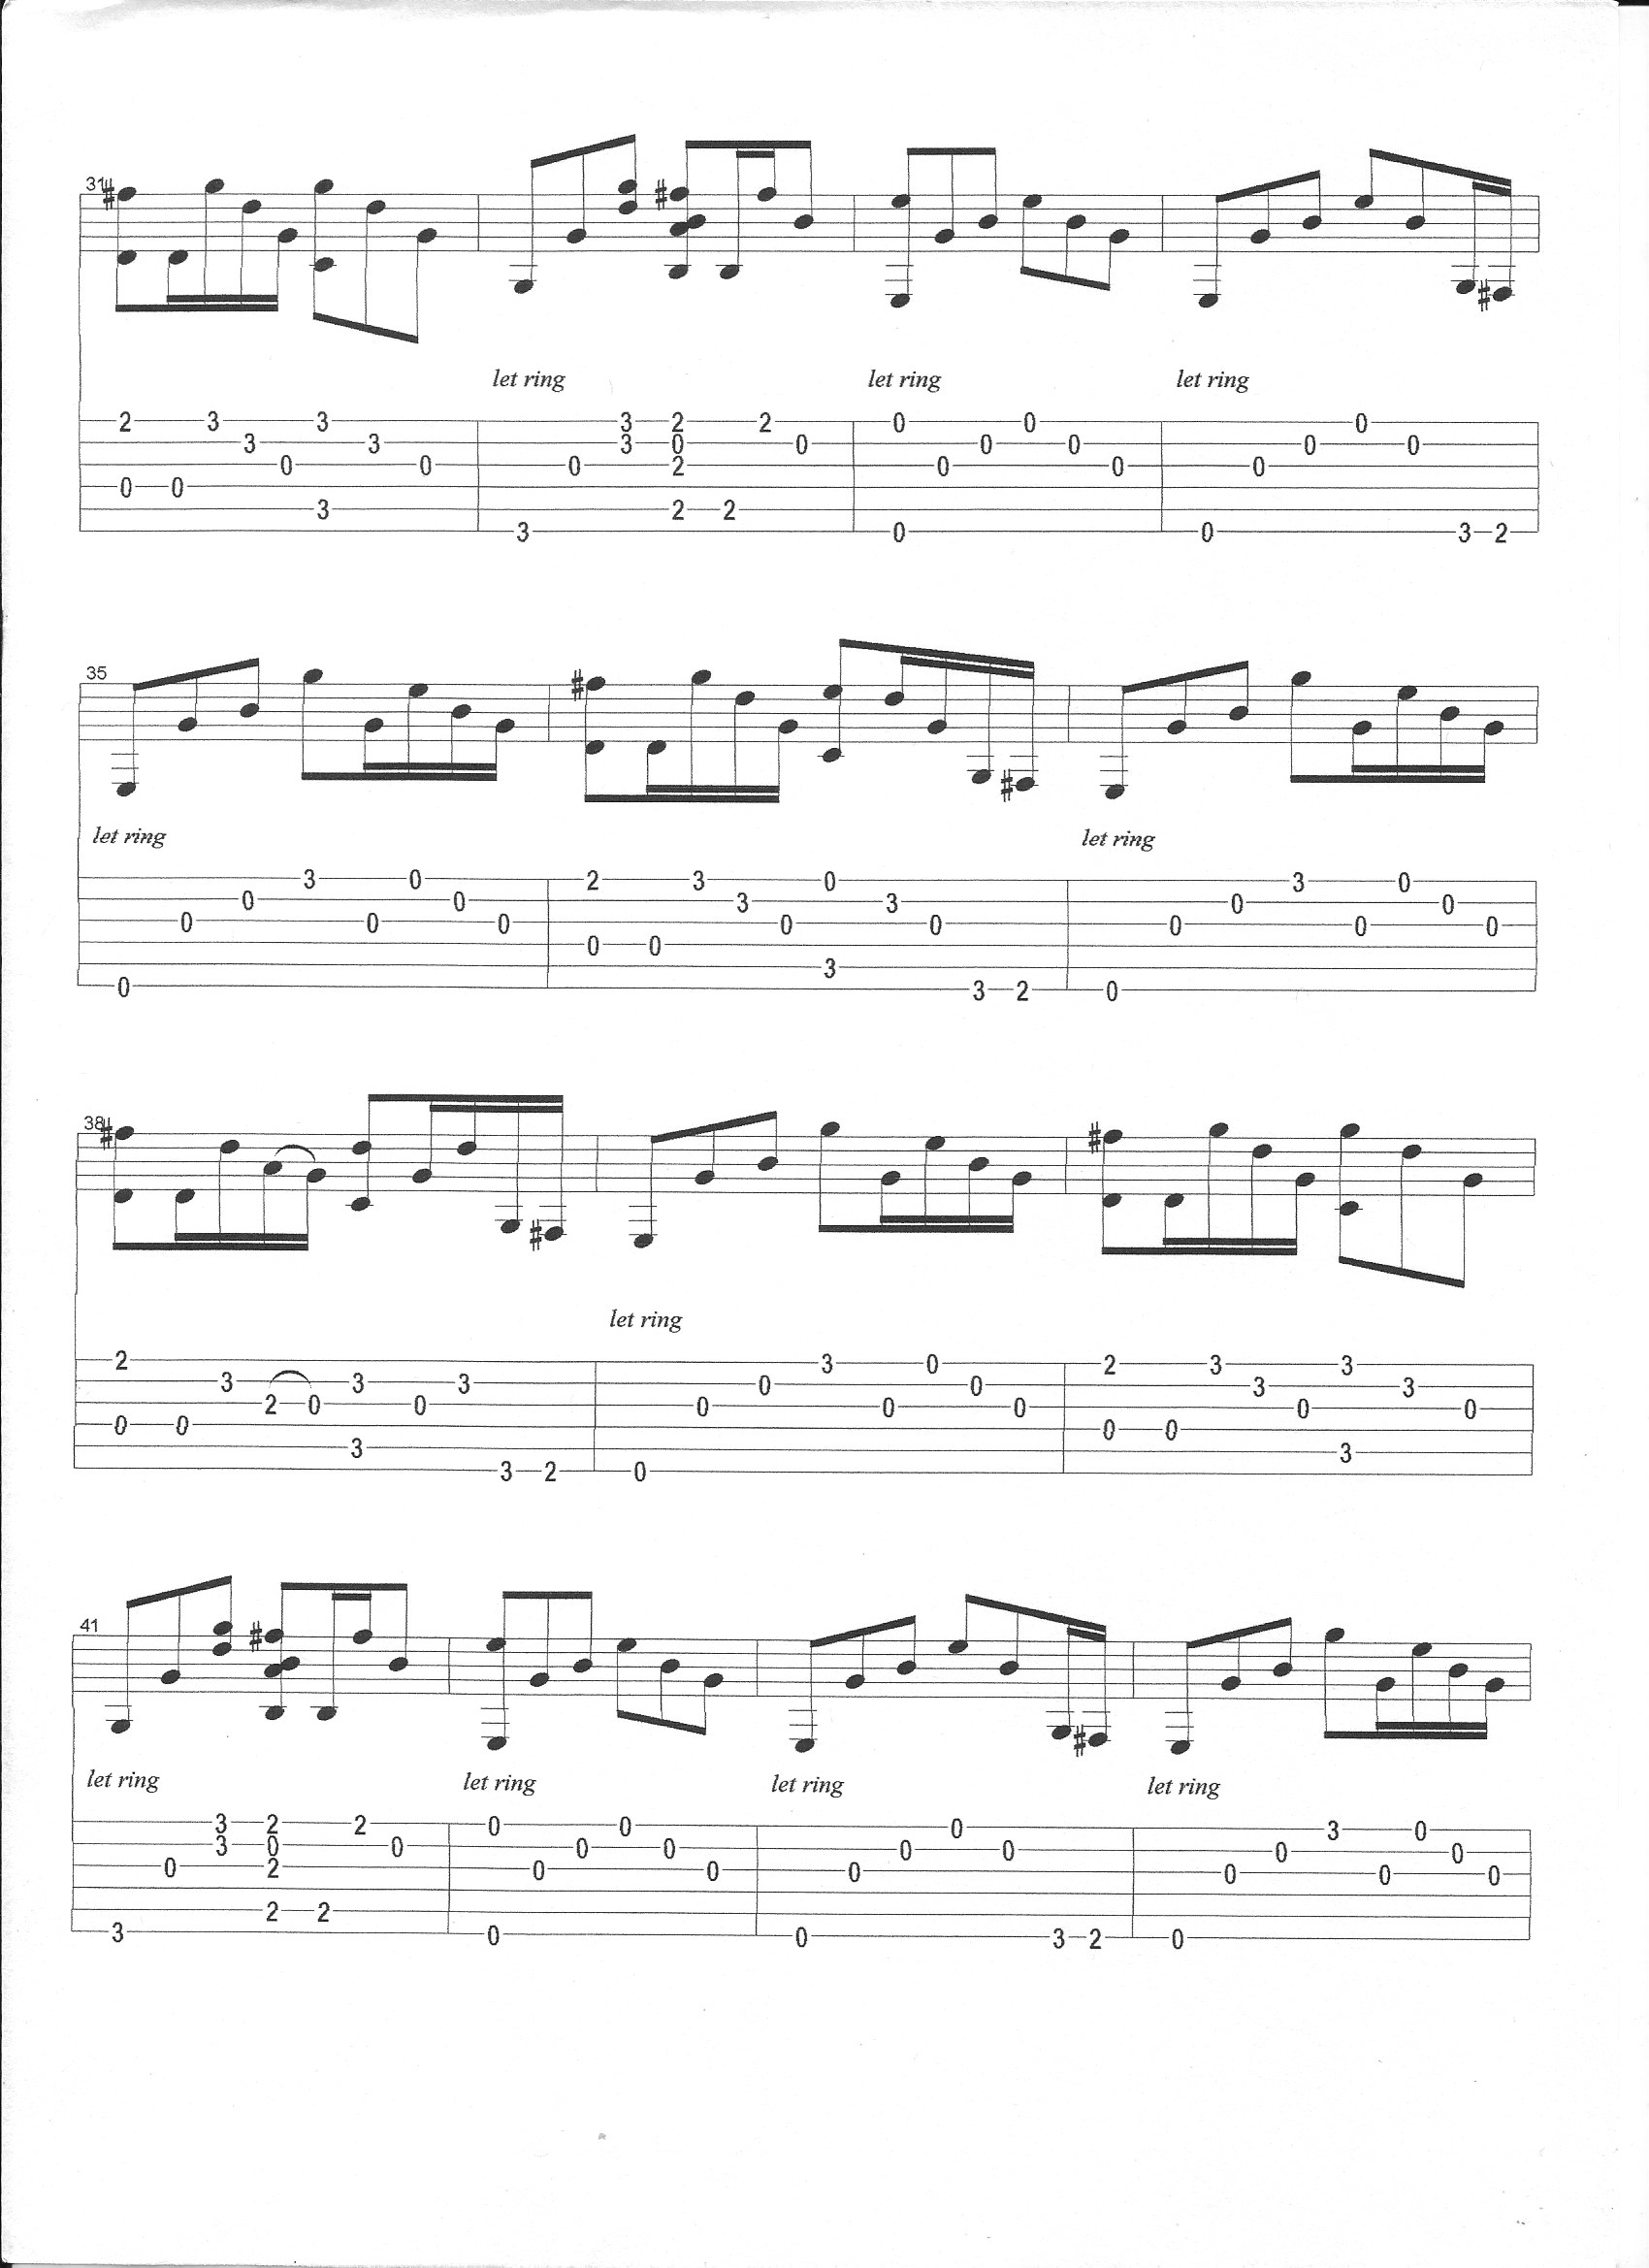 31
let ring let ring let ring
2 3 3 3 2 2 0 0 0
3 3 3 0 0 0 0 0 0
0 0 0 2 0 0 0
0 0
3 2 2
3 0 0 3 2
35
let ring let ring
3 0 2 3 0 3 0
0 0 3 3 0 0
0 0 0 0 0 0 0 0
0 0
3
0 3 2 0
38
let ring
2 3 0 2 3 3
3 3 3 0 0 3 3
2 0 0 0 0 0 0 0
0 0 0 0
3 3
3 2 0
41
let ring let ring let ring let ring
3 2 2 0 0 0 3 0
3 0 0 0 0 0 0 0 0
0 2 0 0 0 0 0 0
2 2
3 0 0 3 2 0